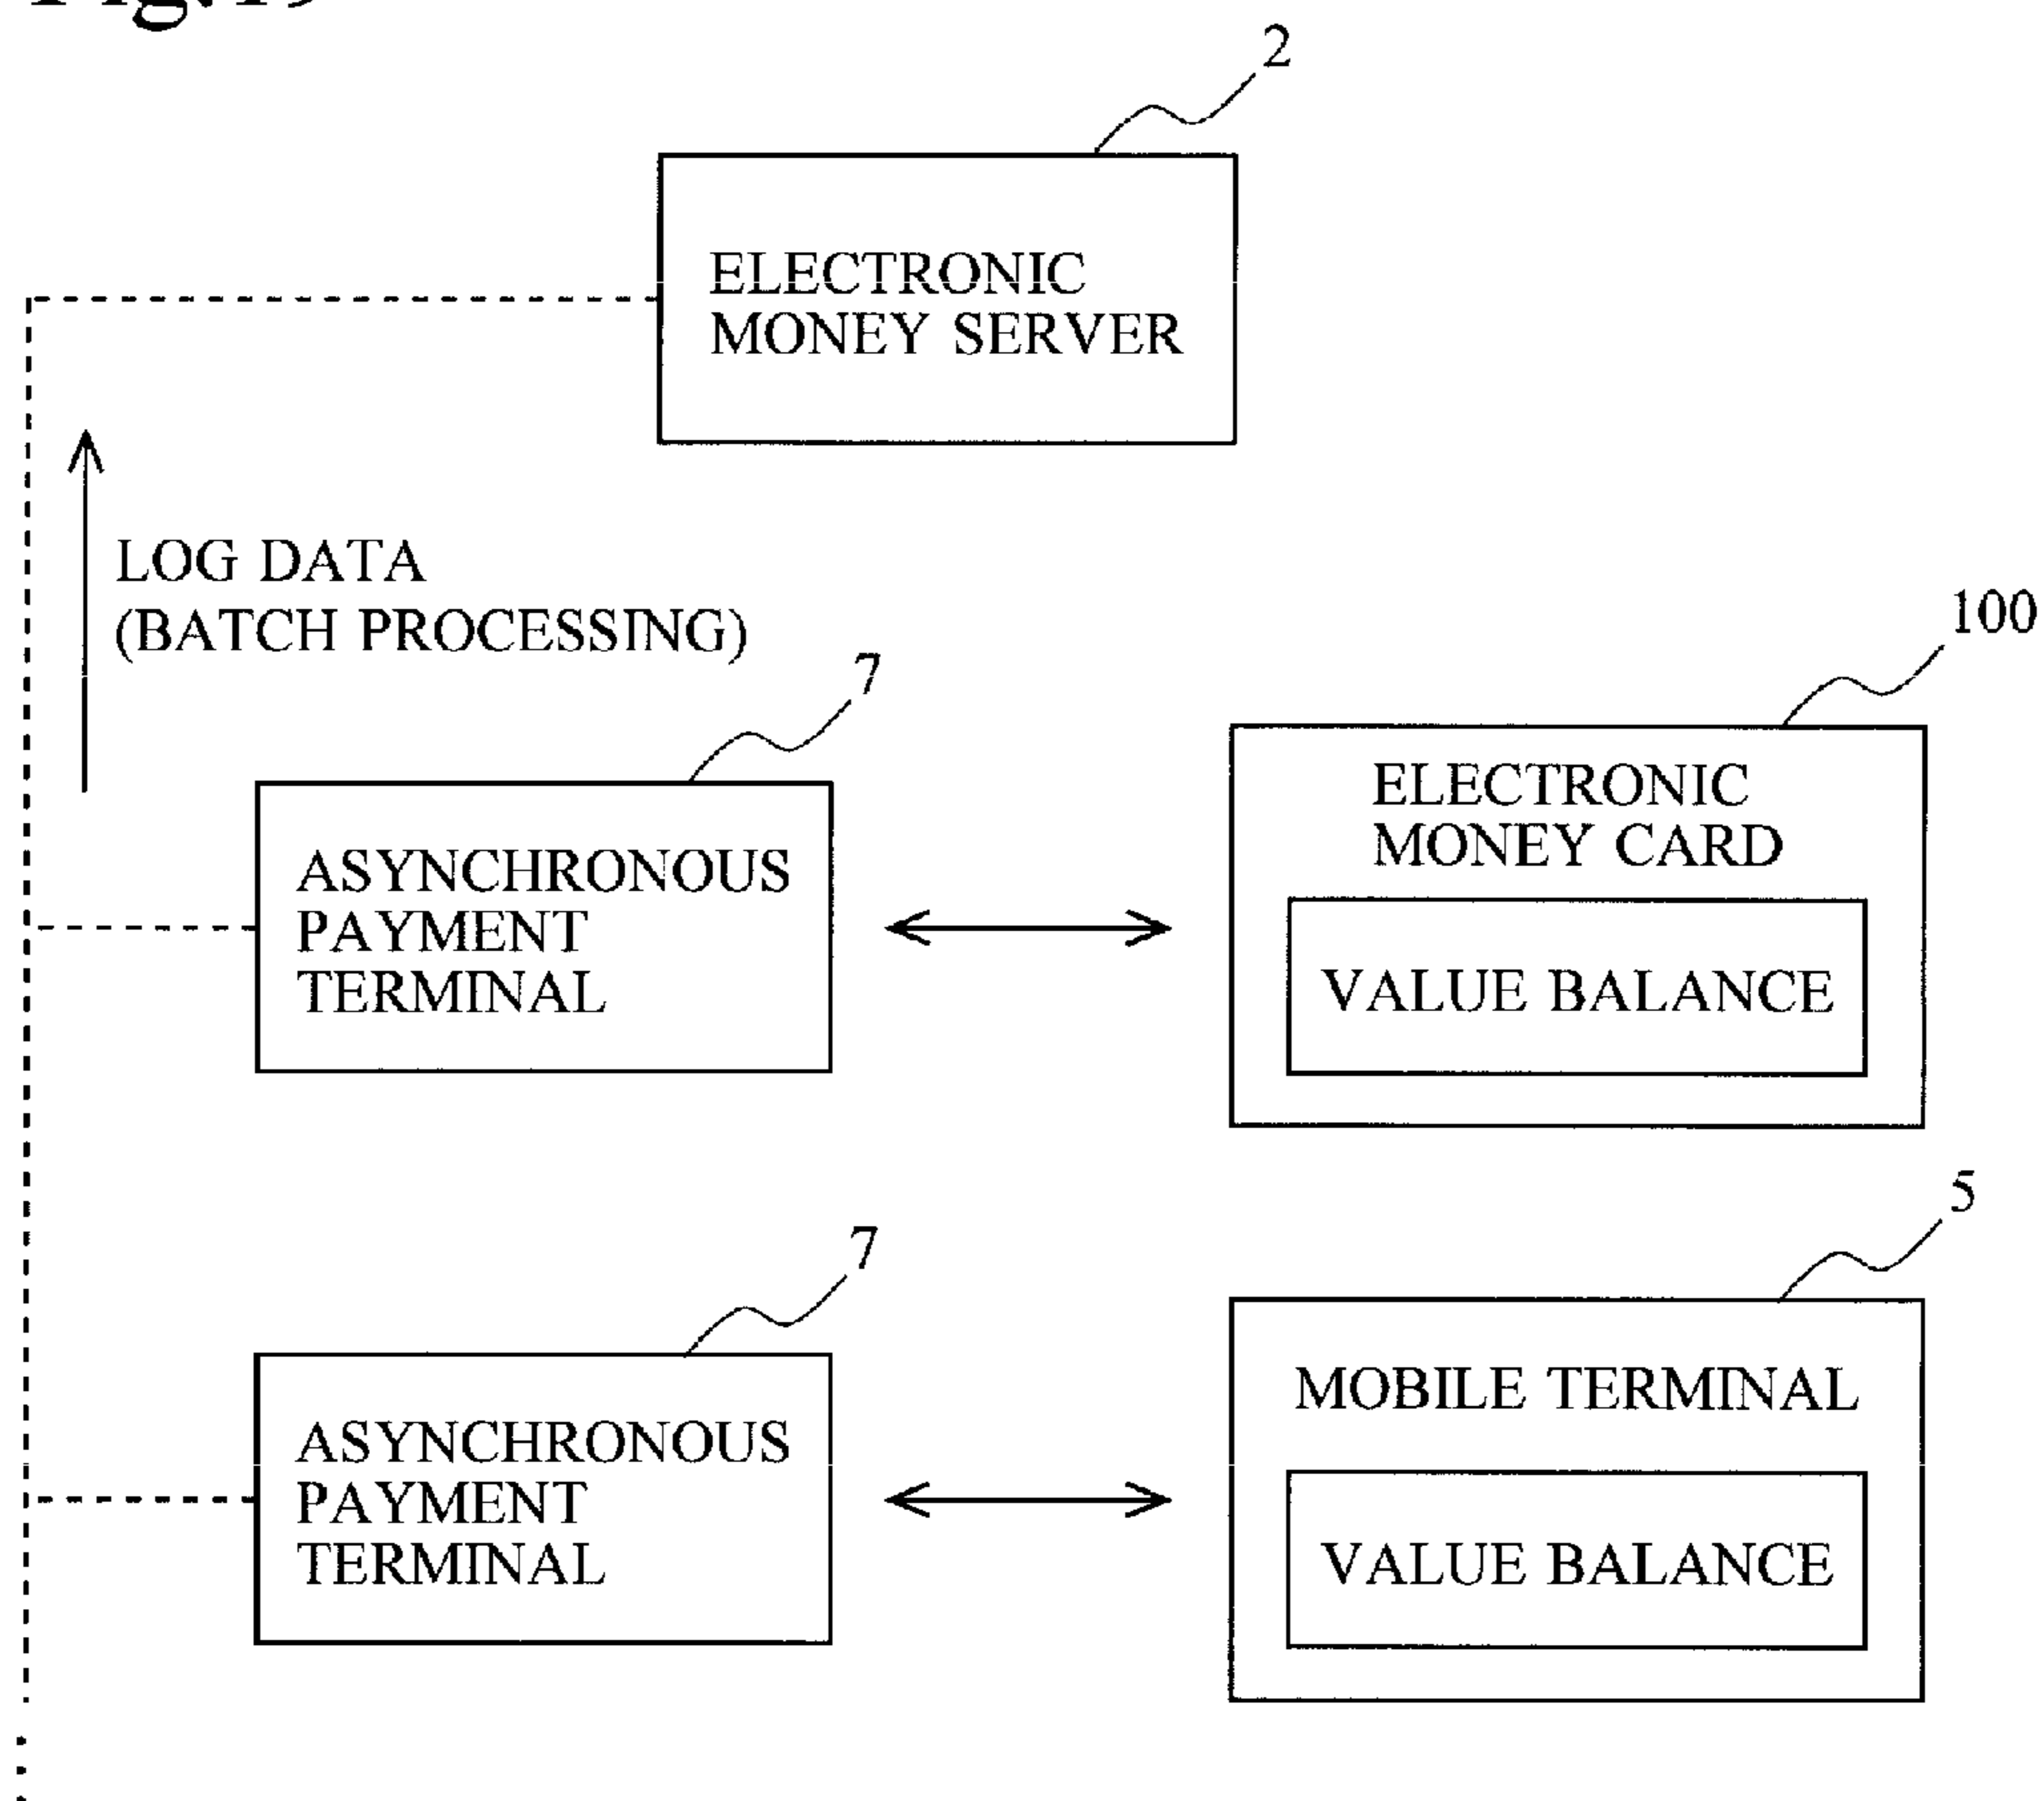 2
ELECTRONIC
MONEY SERVER
LOG DATA
(BATCH PROCESSING)
7
100
ASYNCHRONOUS
PAYMENT
TERMINAL
ELECTRONIC
MONEY CARD
VALUE BALANCE
7
5
ASYNCHRONOUS
PAYMENT
TERMINAL
MOBILE TERMINAL
VALUE BALANCE